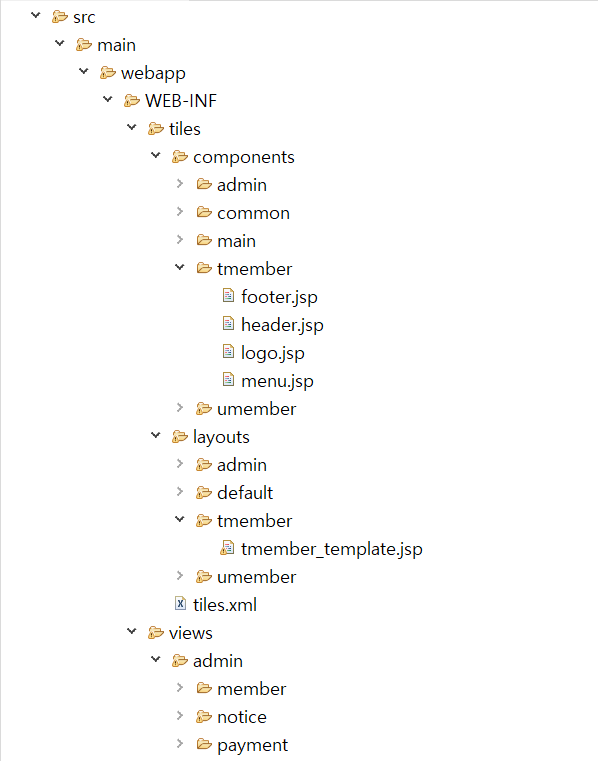 src
main
webapp
WEB-INF
tiles
components
admin
common
main
tmember
footer.jsp
header.jsp
logo.jsp
menu.jsp
umember
layouts
admin
default
tmember
tmember_template.jsp
umember
tiles.xml
views
admin
member
notice
payment